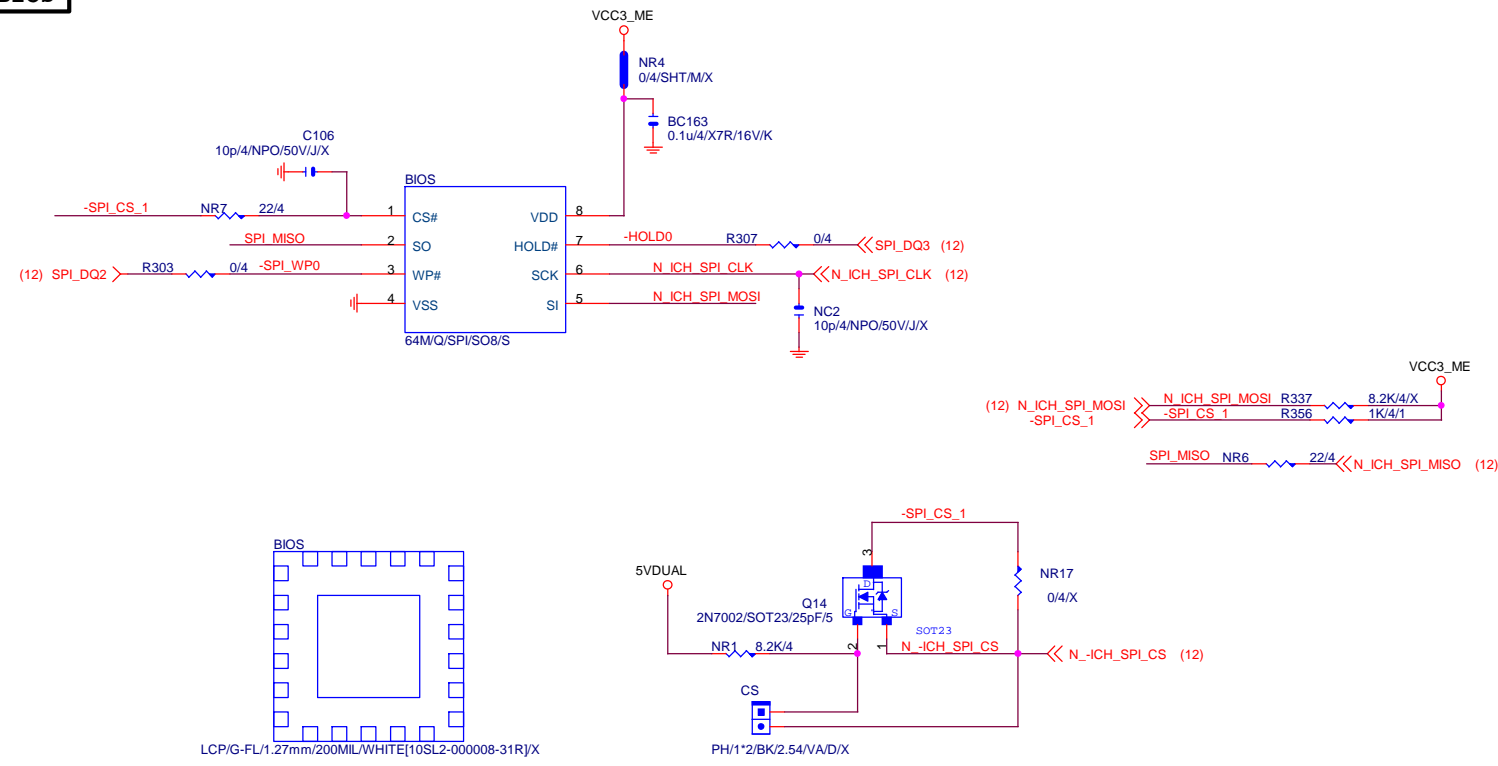 VCC3_ME
NR4
0/4/SHT/M/X
BC163
0.1u/4/X7R/16V/K
C106
10p/4/NPO/50V/J/X
BIOS
-SPI_CS_1 NR7 22/4 1 CS# VDD 8
SPI_MISO 2 SO HOLD# 7 -HOLD0 R307 0/4 SPI_DQ3 (12)
(12) SPI_DQ2 R303 0/4 -SPI_WP0 3 WP# SCK 6 N_ICH_SPI_CLK N_ICH_SPI_CLK (12)
4 VSS SI 5 N_ICH_SPI_MOSI
NC2
10p/4/NPO/50V/J/X
64M/Q/SPI/SO8/S
VCC3_ME
(12) N_ICH_SPI_MOSI N_ICH_SPI_MOSI R337 8.2K/4/X
-SPI_CS_1 -SPI_CS_1 R356 1K/4/1
SPI_MISO NR6 22/4 N_ICH_SPI_MISO (12)
BIOS
LCP/G-FL/1.27mm/200MIL/WHITE[10SL2-000008-31R]/X
-SPI_CS_1
3
5VDUAL
D
G
S
Q14
2N7002/SOT23/25pF/5
SOT23
NR17
0/4/X
NR1 8.2K/4
2
1
N_-ICH_SPI_CS
N_-ICH_SPI_CS (12)
CS
PH/1*2/BK/2.54/VA/D/X